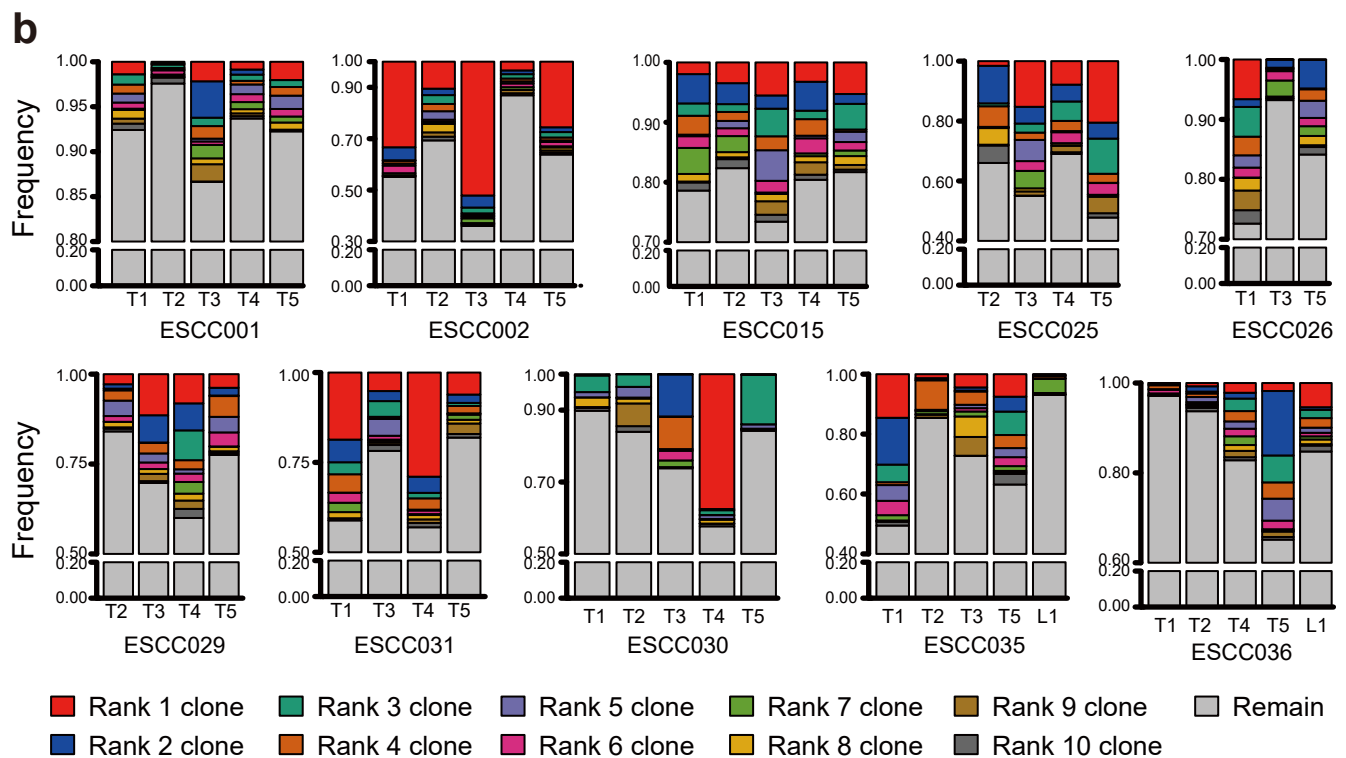 b
Frequency
1.00 0.95 0.90 0.85 0.80 0.20 0.00
T1 T2 T3 T4 T5
ESCC001
1.00 0.90 0.70 0.50 0.30 0.20 0.00
T1 T2 T3 T4 T5
ESCC002
1.00 0.90 0.80 0.70 0.20 0.00
T1 T2 T3 T4 T5
ESCC015
1.00 0.80 0.60 0.40 0.20 0.00
T2 T3 T4 T5
ESCC025
1.00 0.90 0.80 0.70 0.20 0.00
T1 T3 T5
ESCC026
Frequency
1.00 0.75 0.50 0.20 0.00
T2 T3 T4 T5
ESCC029
1.00 0.75 0.50 0.20 0.00
T1 T3 T4 T5
ESCC031
1.00 0.90 0.70 0.50 0.20 0.00
T1 T2 T3 T4 T5
ESCC030
1.00 0.80 0.60 0.40 0.20 0.00
T1 T2 T3 T5 L1
ESCC035
1.00 0.80 0.60 0.20 0.00
T1 T2 T4 T5 L1
ESCC036
Rank 1 clone Rank 3 clone Rank 5 clone Rank 7 clone Rank 9 clone Remain
Rank 2 clone Rank 4 clone Rank 6 clone Rank 8 clone Rank 10 clone